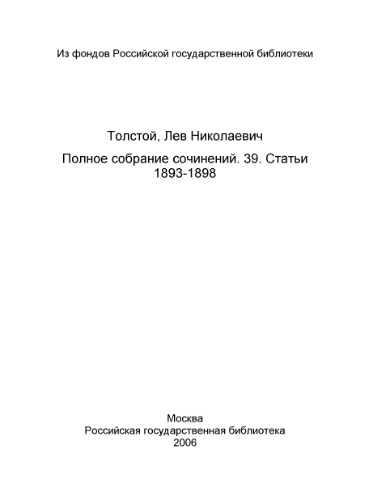 Из фондов Российской государственной библиотеки
Толстой, Лев Николаевич
Полное собрание сочинений. 39. Статьи
1893-1898
Москва
Российская государственная библиотека
2006